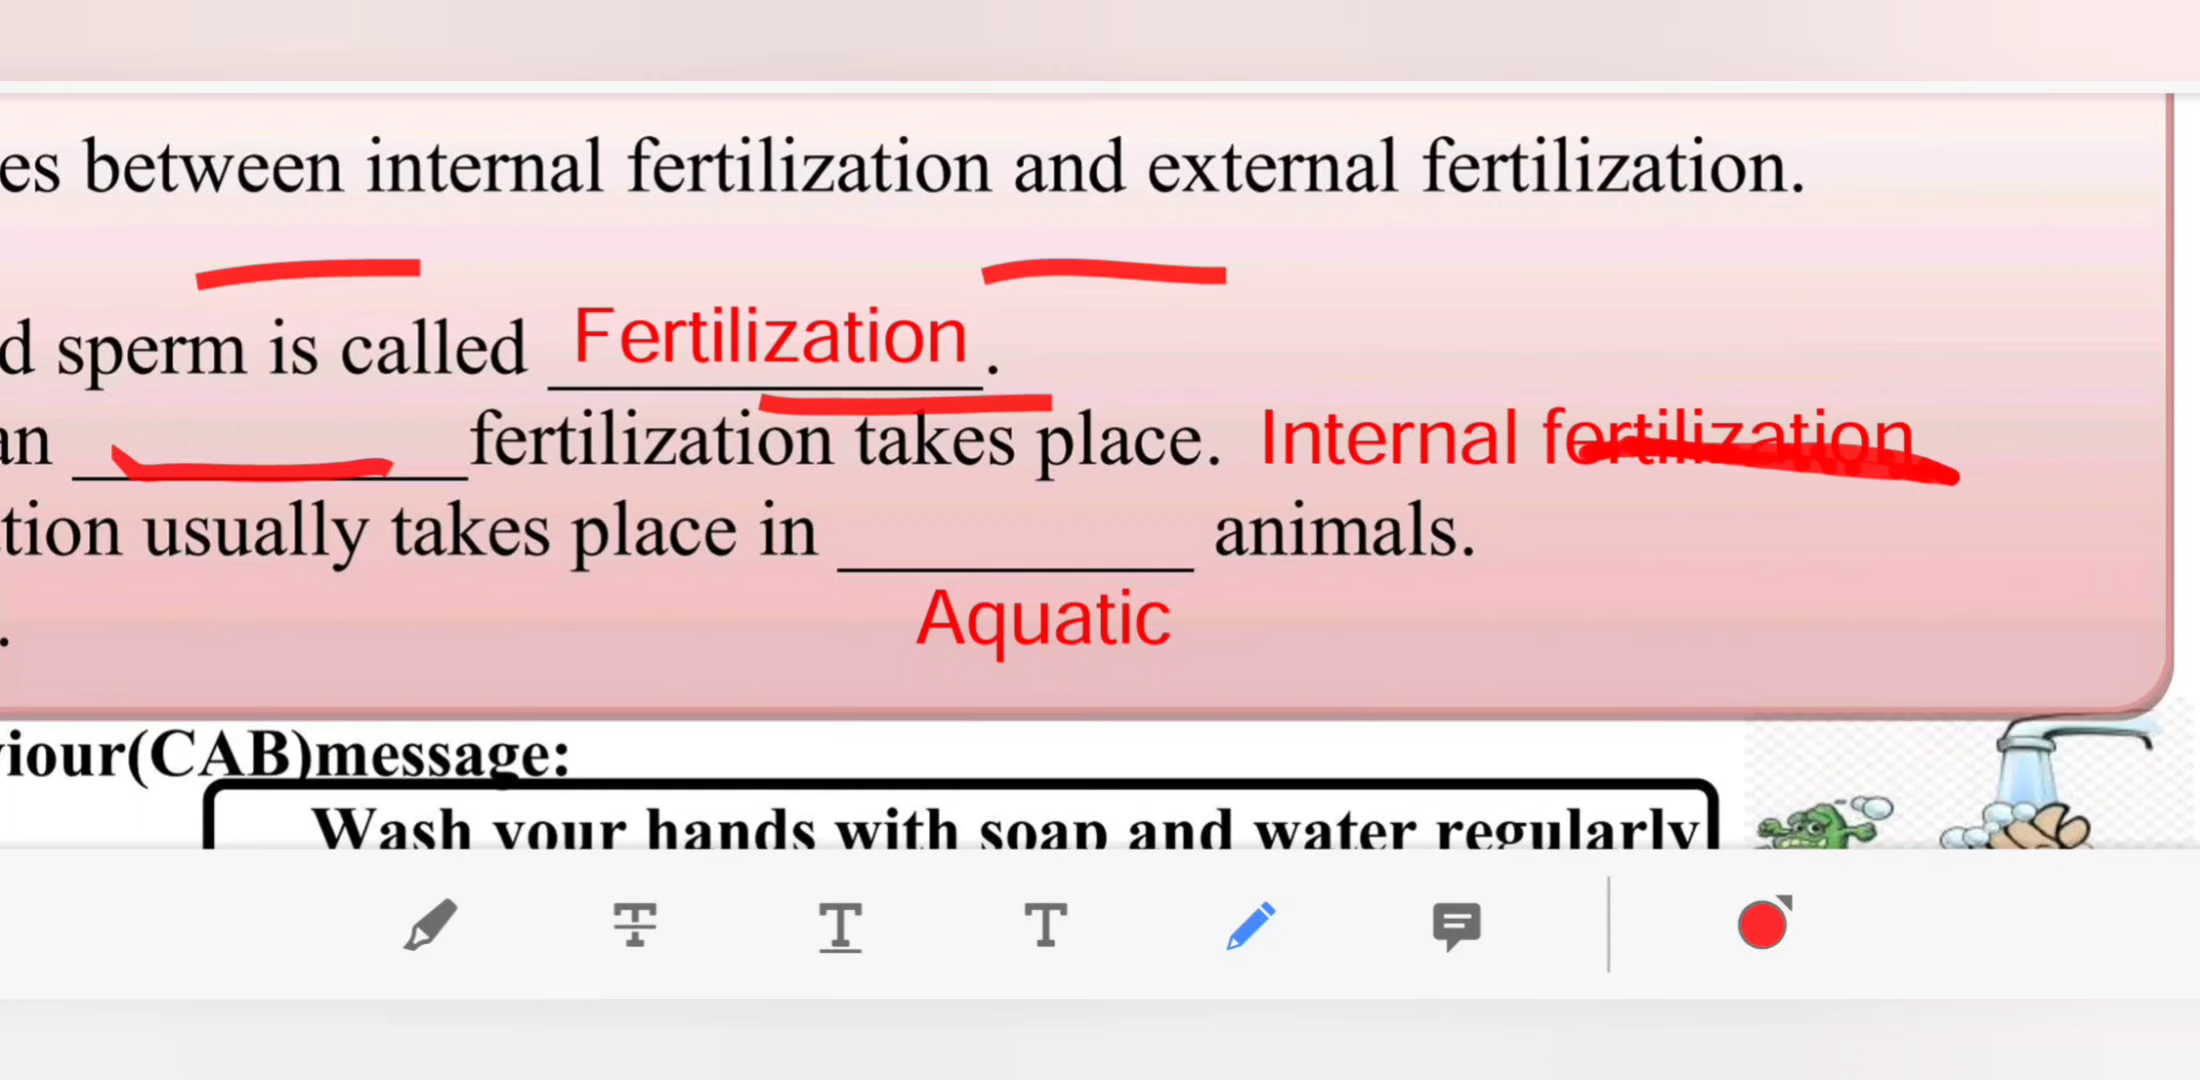 es between internal fertilization and external fertilization.
d sperm is called Fertilization.
an ________ fertilization takes place. Internal fertilization
tion usually takes place in ________ animals.
Aquatic
.
iour(CAB)message:
Wash your hands with soap and water regularly